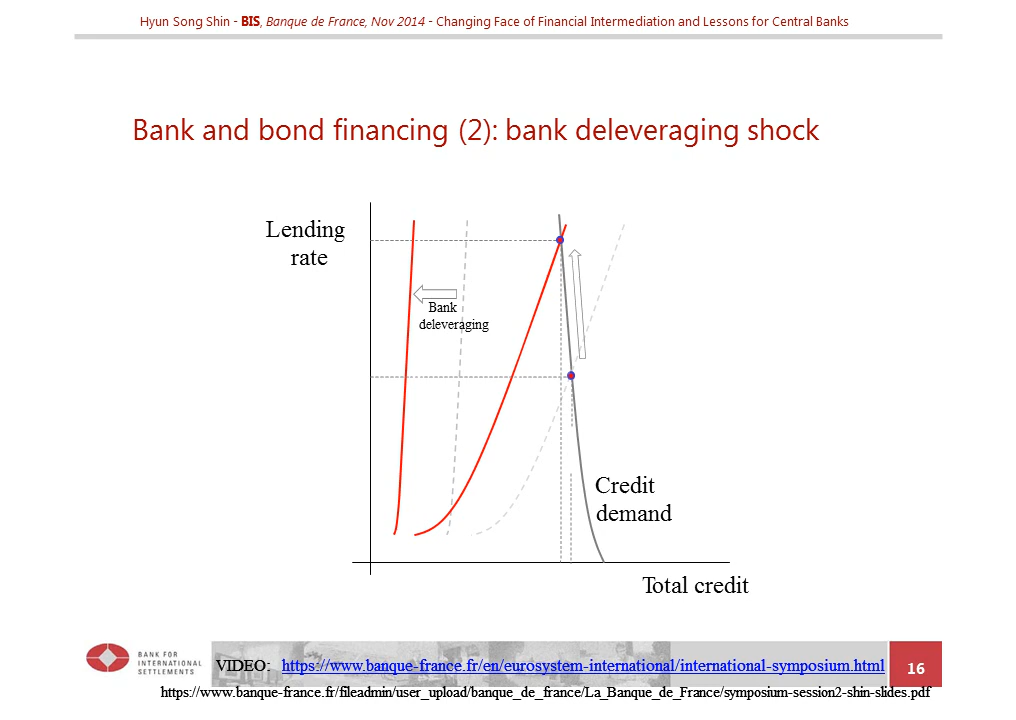 Hyun Song Shin - BIS, Banque de France, Nov 2014 - Changing Face of Financial Intermediation and Lessons for Central Banks
Bank and bond financing (2): bank deleveraging shock
Lending
rate
Bank
deleveraging
Credit
demand
Total credit
BANK FOR
INTERNATIONAL
SETTLEMENTS
VIDEO: https://www.banque-france.fr/en/eurosystem-international/international-symposium.html
16
https://www.banque-france.fr/fileadmin/user_upload/banque_de_france/La_Banque_de_France/symposium-session2-shin-slides.pdf